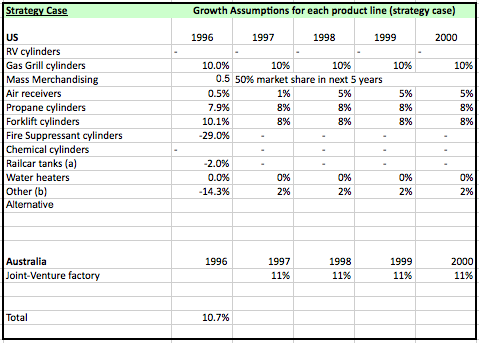 Strategy Case Growth Assumptions for each product line (strategy case)
US 1996 1997 1998 1999 2000
RV cylinders - - - - -
Gas Grill cylinders 10.0% 10% 10% 10% 10%
Mass Merchandising 0.5 50% market share in next 5 years
Air receivers 0.5% 1% 5% 5% 5%
Propane cylinders 7.9% 8% 8% 8% 8%
Forklift cylinders 10.1% 8% 8% 8% 8%
Fire Suppressant cylinders -29.0% - - - -
Chemical cylinders - - - - -
Railcar tanks (a) -2.0% - - - -
Water heaters 0.0% 0% 0% 0% 0%
Other (b) -14.3% 2% 2% 2% 2%
Alternative
Australia 1996 1997 1998 1999 2000
Joint-Venture factory 11% 11% 11% 11%
Total 10.7%